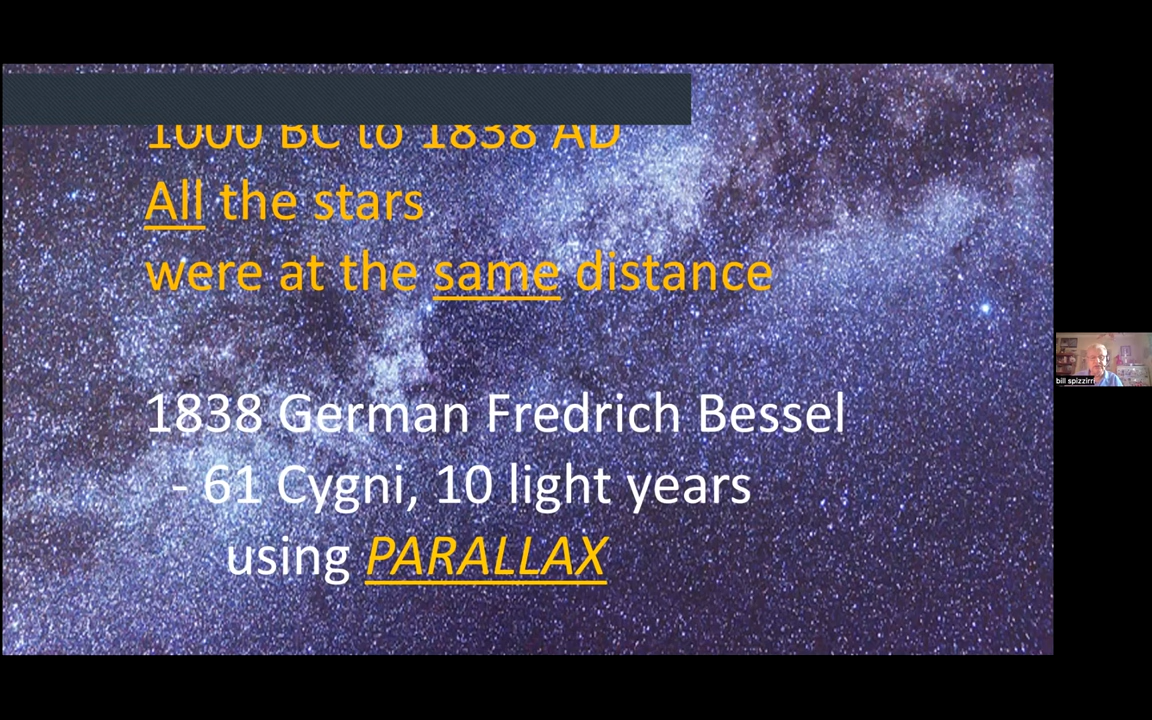 1000 BC to 1838 AD
All the stars
were at the same distance
1838 German Fredrich Bessel
- 61 Cygni, 10 light years
using PARALLAX
bill spizzirri